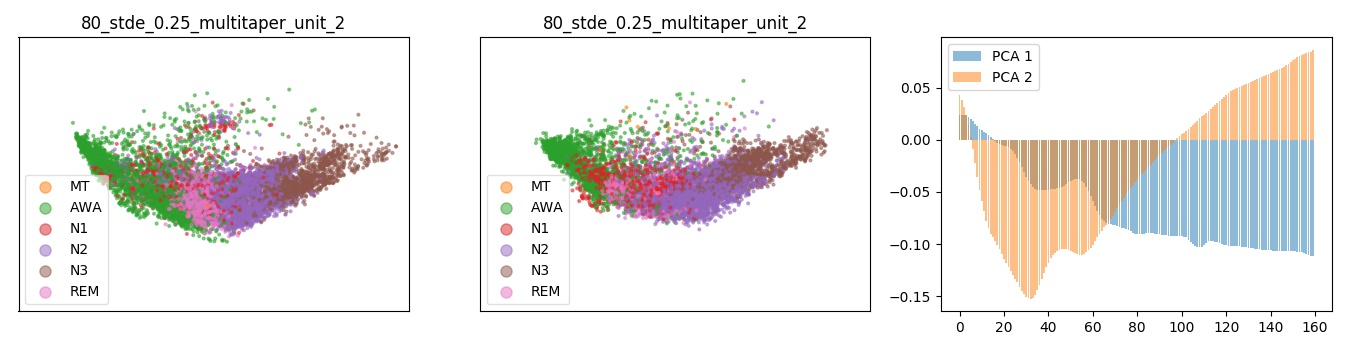 80_stde_0.25_multitaper_unit_2
MT
AWA
N1
N2
N3
REM
80_stde_0.25_multitaper_unit_2
MT
AWA
N1
N2
N3
REM
PCA 1
PCA 2
0.05
0.00
−0.05
−0.10
−0.15
0 20 40 60 80 100 120 140 160